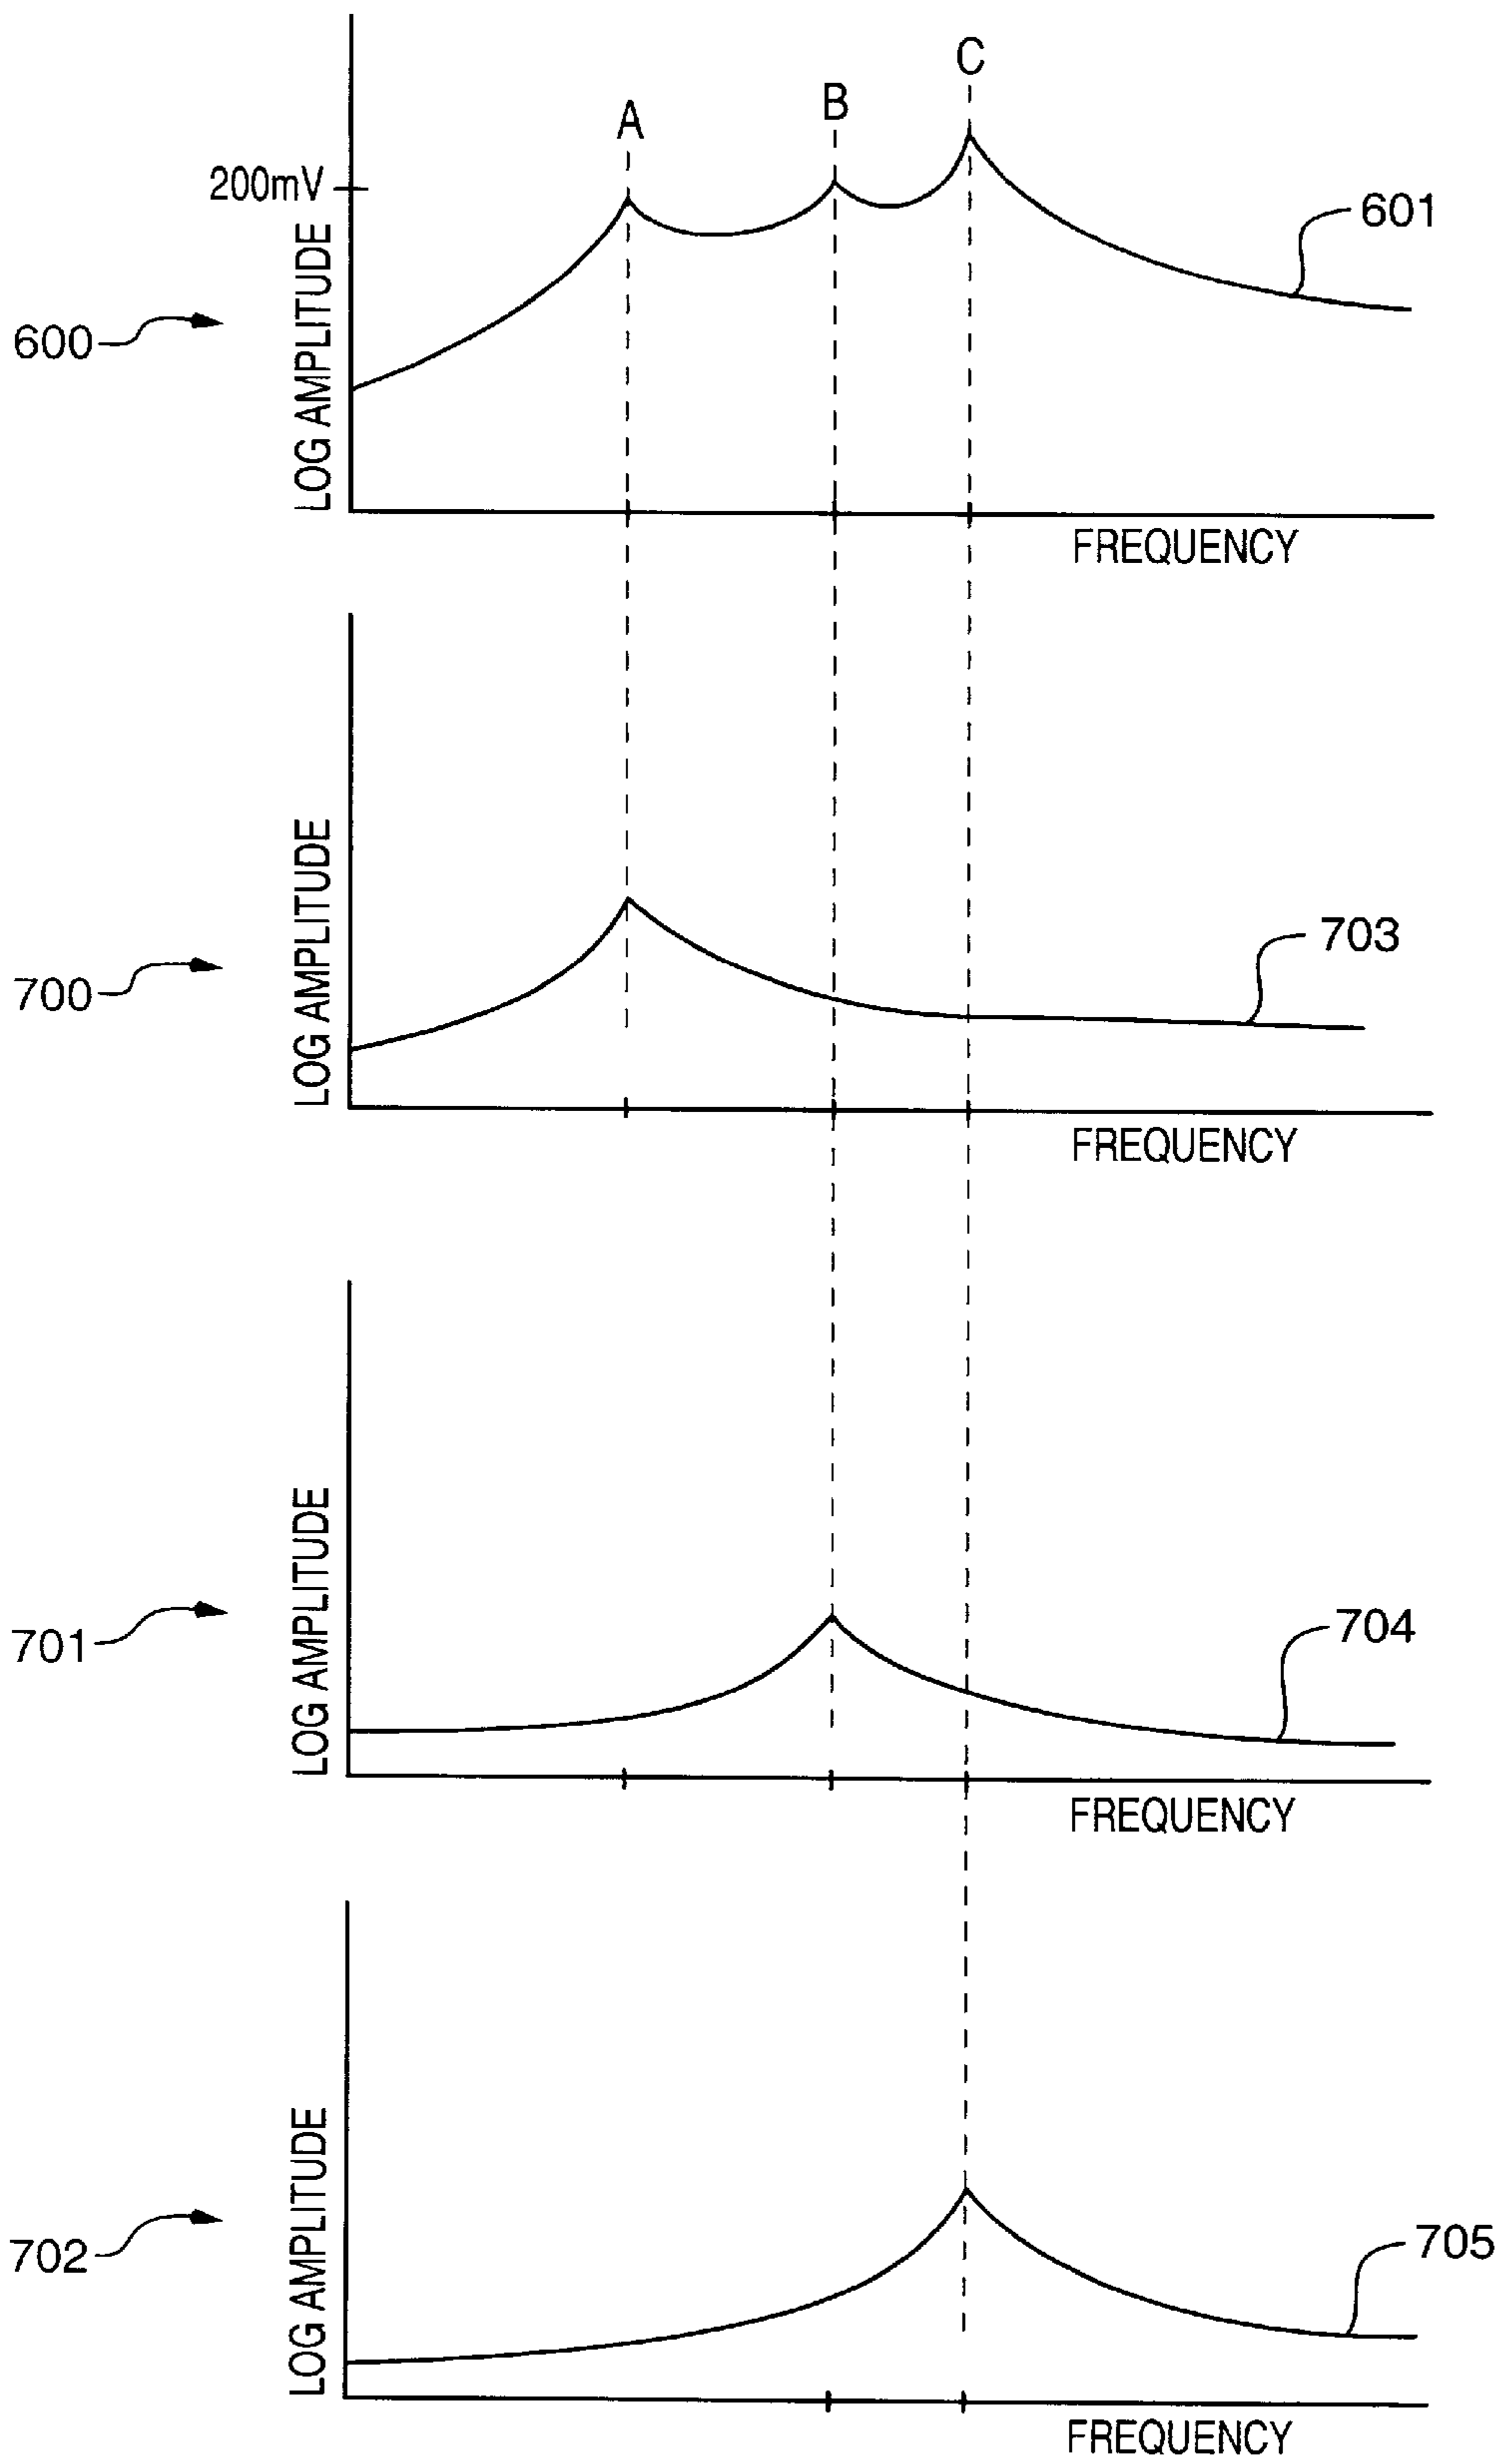 A
B
C
200mV
601
LOG AMPLITUDE
600
FREQUENCY
LOG AMPLITUDE
703
700
FREQUENCY
LOG AMPLITUDE
704
701
FREQUENCY
LOG AMPLITUDE
705
702
FREQUENCY